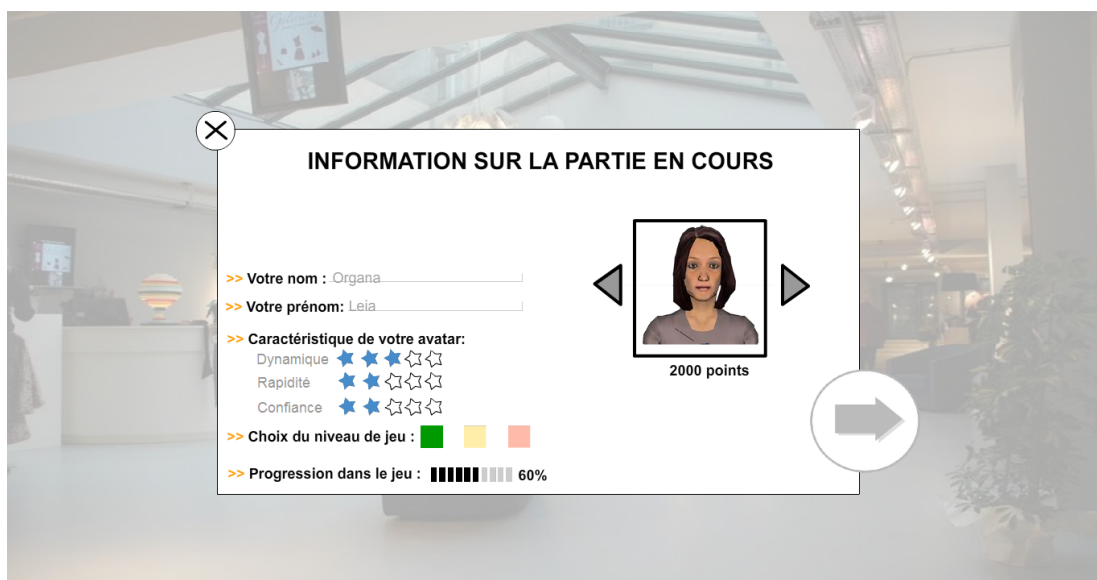 INFORMATION SUR LA PARTIE EN COURS
>> Votre nom : Organa
>> Votre prénom: Leia
>> Caractéristique de votre avatar:
Dynamique
Rapidité
Confiance
>> Choix du niveau de jeu :
>> Progression dans le jeu : 60%
2000 points